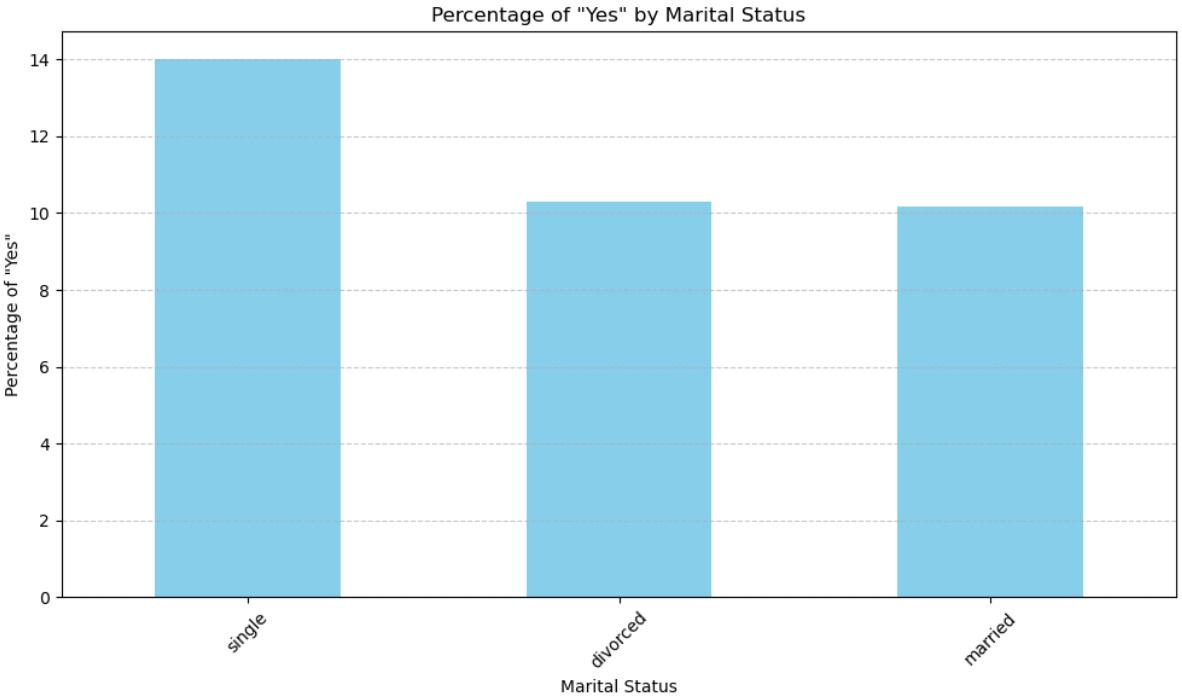 Percentage of "Yes" by Marital Status
Percentage of "Yes"
14
12
10
8
6
4
2
0
single
divorced
married
Marital Status